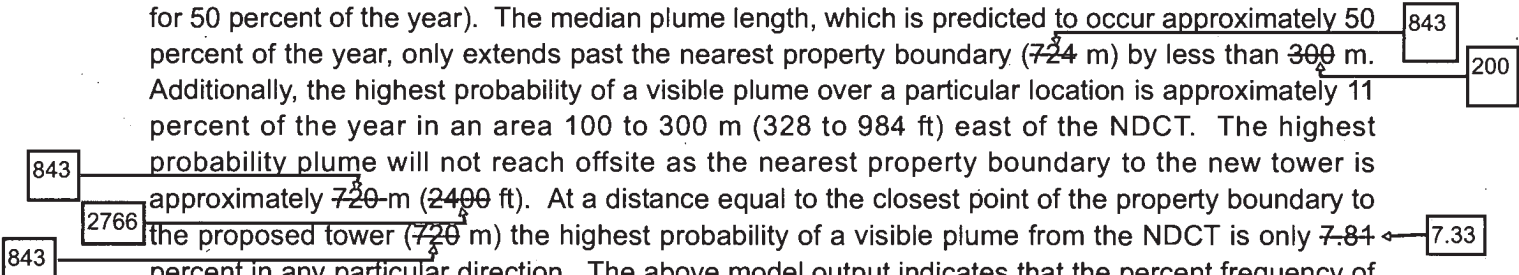 for 50 percent of the year). The median plume length, which is predicted to occur approximately 50
843
percent of the year, only extends past the nearest property boundary (724 m) by less than 300 m.
200
Additionally, the highest probability of a visible plume over a particular location is approximately 11
percent of the year in an area 100 to 300 m (328 to 984 ft) east of the NDCT. The highest
probability plume will not reach offsite as the nearest property boundary to the new tower is
843
approximately 720 m (2400 ft). At a distance equal to the closest point of the property boundary to
2766
the proposed tower (720 m) the highest probability of a visible plume from the NDCT is only 7.81
7.33
843
percent in any particular direction. The above model output indicates that the percent frequency of